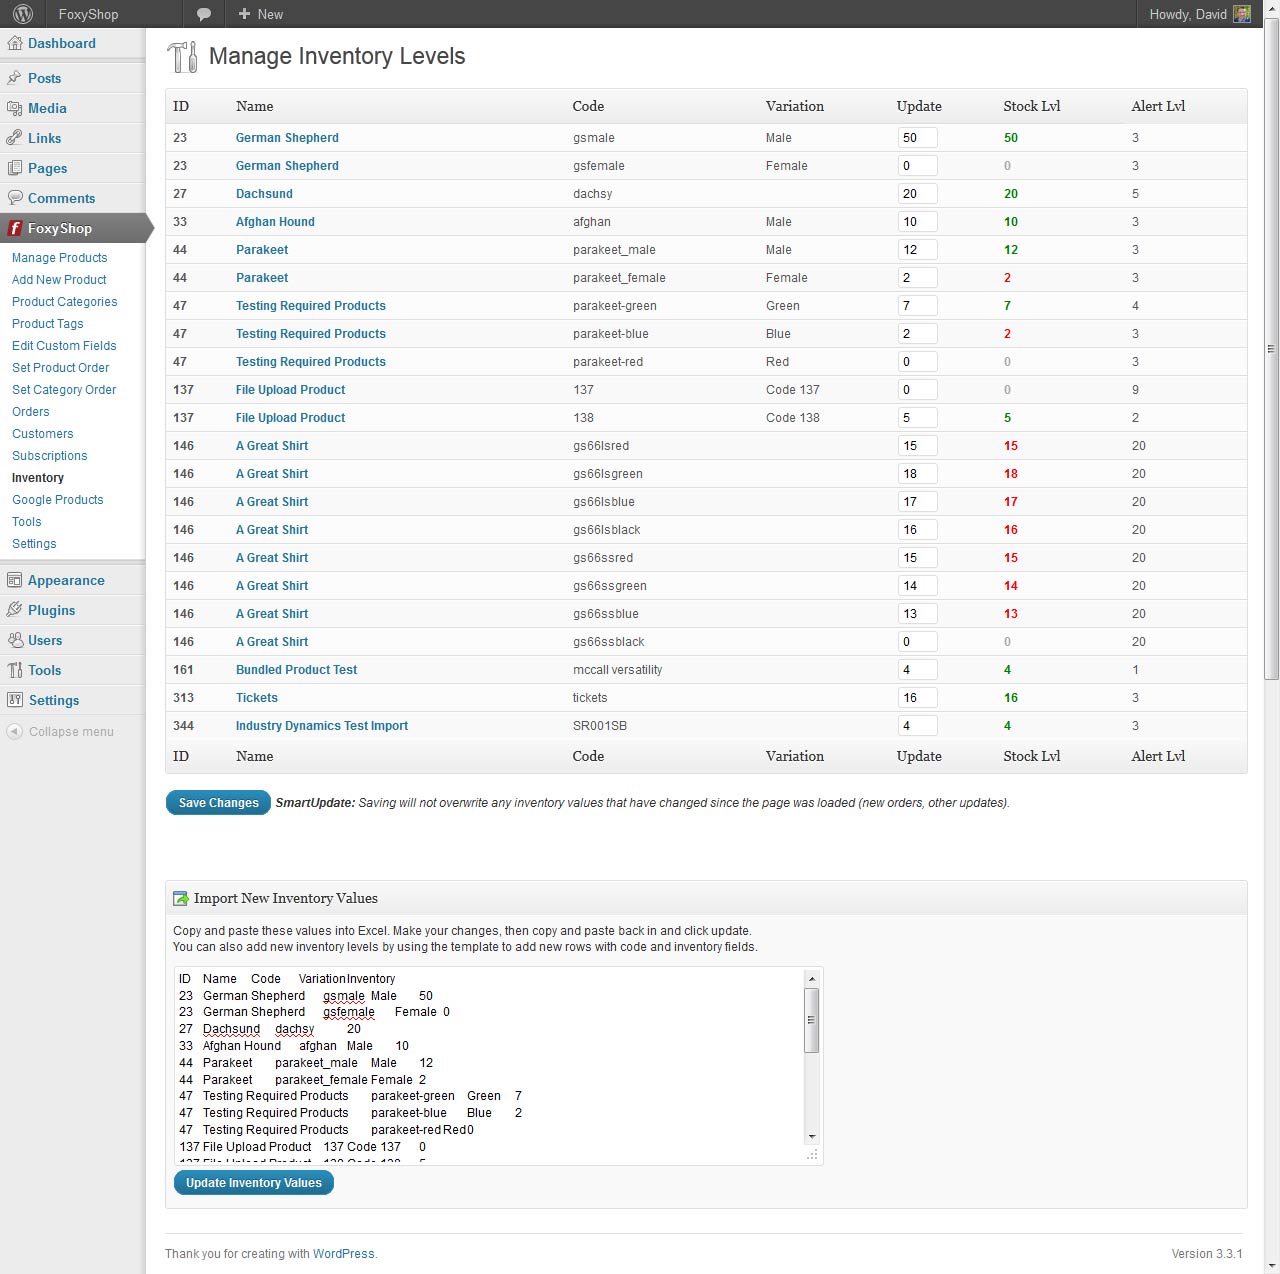 FoxyShop
New
Howdy, David
Dashboard
Posts
Media
Links
Pages
Comments
FoxyShop
Manage Products
Add New Product
Product Categories
Product Tags
Edit Custom Fields
Set Product Order
Set Category Order
Orders
Customers
Subscriptions
Inventory
Google Products
Tools
Settings
Appearance
Plugins
Users
Tools
Settings
Collapse menu
Manage Inventory Levels
ID Name Code Variation Update Stock Lvl Alert Lvl
23 German Shepherd gsmale Male 50 50 3
23 German Shepherd gsfemale Female 0 0 3
27 Dachsund dachsy 20 20 5
33 Afghan Hound afghan Male 10 10 3
44 Parakeet parakeet_male Male 12 12 3
44 Parakeet parakeet_female Female 2 2 3
47 Testing Required Products parakeet-green Green 7 7 4
47 Testing Required Products parakeet-blue Blue 2 2 3
47 Testing Required Products parakeet-red Red 0 0 3
137 File Upload Product 137 Code 137 0 0 9
137 File Upload Product 138 Code 138 5 5 2
146 A Great Shirt gs66lsred 15 15 20
146 A Great Shirt gs66lsgreen 18 18 20
146 A Great Shirt gs66lsblue 17 17 20
146 A Great Shirt gs66lsblack 16 16 20
146 A Great Shirt gs66ssred 15 15 20
146 A Great Shirt gs66ssgreen 14 14 20
146 A Great Shirt gs66ssblue 13 13 20
146 A Great Shirt gs66ssblack 0 0 20
161 Bundled Product Test mccall versatility 4 4 1
313 Tickets tickets 16 16 3
344 Industry Dynamics Test Import SR001SB 4 4 3
ID Name Code Variation Update Stock Lvl Alert Lvl
Save Changes SmartUpdate: Saving will not overwrite any inventory values that have changed since the page was loaded (new orders, other updates).
Import New Inventory Values
Copy and paste these values into Excel. Make your changes, then copy and paste back in and click update.
You can also add new inventory levels by using the template to add new rows with code and inventory fields.
ID Name Code Variation Inventory
23 German Shepherd gsmale Male 50
23 German Shepherd gsfemale Female 0
27 Dachsund dachsy 20
33 Afghan Hound afghan Male 10
44 Parakeet parakeet_male Male 12
44 Parakeet parakeet_female Female 2
47 Testing Required Products parakeet-green Green 7
47 Testing Required Products parakeet-blue Blue 2
47 Testing Required Products parakeet-red Red 0
137 File Upload Product 137 Code 137 0
137 File Upload Product 138 Code 138 5
Update Inventory Values
Thank you for creating with WordPress.
Version 3.3.1